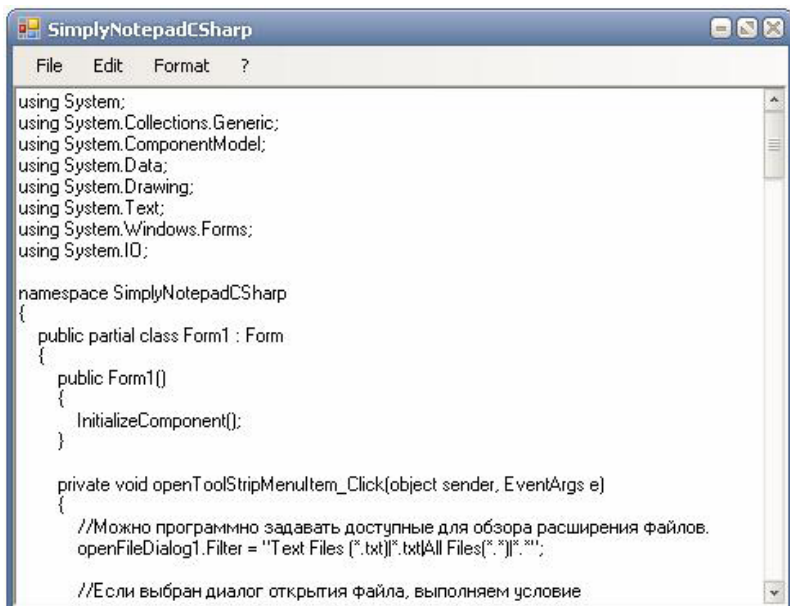 SimplyNotepadCSharp
File Edit Format ?
using System;
using System.Collections.Generic;
using System.ComponentModel;
using System.Data;
using System.Drawing;
using System.Text;
using System.Windows.Forms;
using System.IO;
namespace SimplyNotepadCSharp
{
public partial class Form1 : Form
{
public Form1()
{
InitializeComponent();
}
private void openToolStripMenuItem_Click(object sender, EventArgs e)
{
//Можно программно задавать доступные для обзора расширения файлов.
openFileDialog1.Filter = "Text Files (*.txt)|*.txt|All Files(*.*)|*.*";
//Если выбран диалог открытия файла, выполняем условие